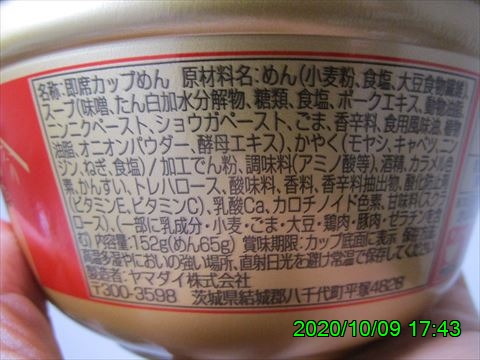 名称:即席カップめん 原材料名:めん(小麦粉、食塩、大豆食物繊維)、
スープ(味噌、たん白加水分解物、糖類、食塩、ポークエキス、動物油脂、
ニンニクペースト、ショウガペースト、ごま、香辛料、食用風味油、植物
油脂、オニオンパウダー、酵母エキス)、かやく(モヤシ、キャベツ、ニン
ジン、ねぎ、食塩)/加工でん粉、調味料(アミノ酸等)、酒精、カラメル色
素、かんすい、トレハロース、酸味料、香料、香辛料抽出物、酸化防止剤
(ビタミンE、ビタミンC)、乳酸Ca、カロチノイド色素、甘味料(スクラ
ロース)、(一部に乳成分・小麦・ごま・大豆・鶏肉・豚肉・ゼラチンを含む)
内容量:152g(めん65g) 賞味期限:カップ底面に表示
高温多湿やにおいの強い場所、直射日光を避け常温で保存してください。
製造者:ヤマダイ株式会社
〒300-3598 茨城県結城郡八千代町平塚4828
2020/10/09 17:43